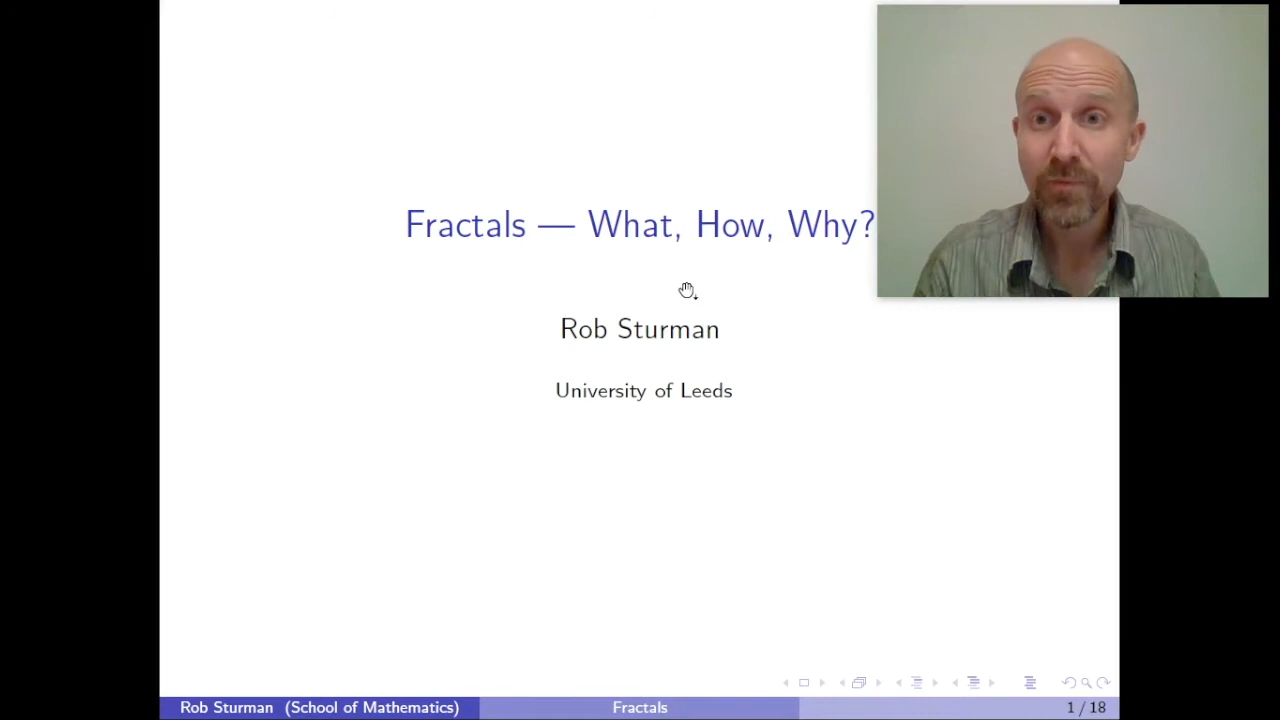 Fractals — What, How, Why?
Rob Sturman
University of Leeds
Rob Sturman (School of Mathematics)
Fractals
1 / 18